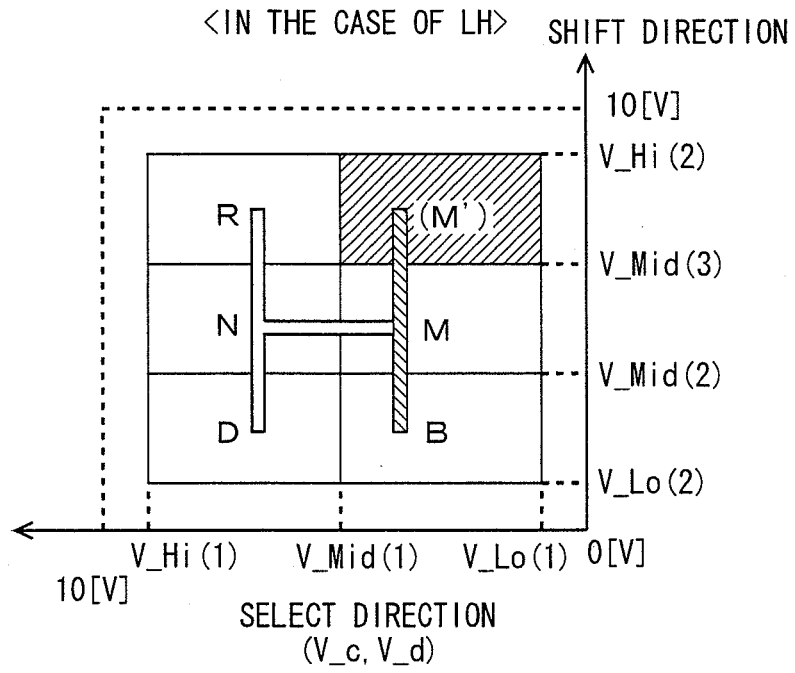 <IN THE CASE OF LH>
SHIFT DIRECTION
10[V]
V_Hi(2)
R
(M')
V_Mid(3)
N
M
V_Mid(2)
D
B
V_Lo(2)
V_Hi(1)
V_Mid(1)
V_Lo(1)
0[V]
10[V]
SELECT DIRECTION
(V_c, V_d)